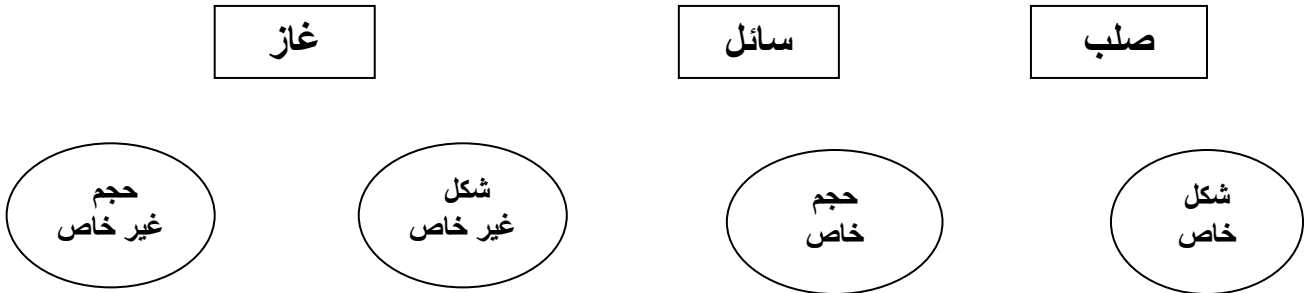 صلب
سائل
غاز
شكل
خاص
حجم
خاص
شكل
غير خاص
حجم
غير خاص